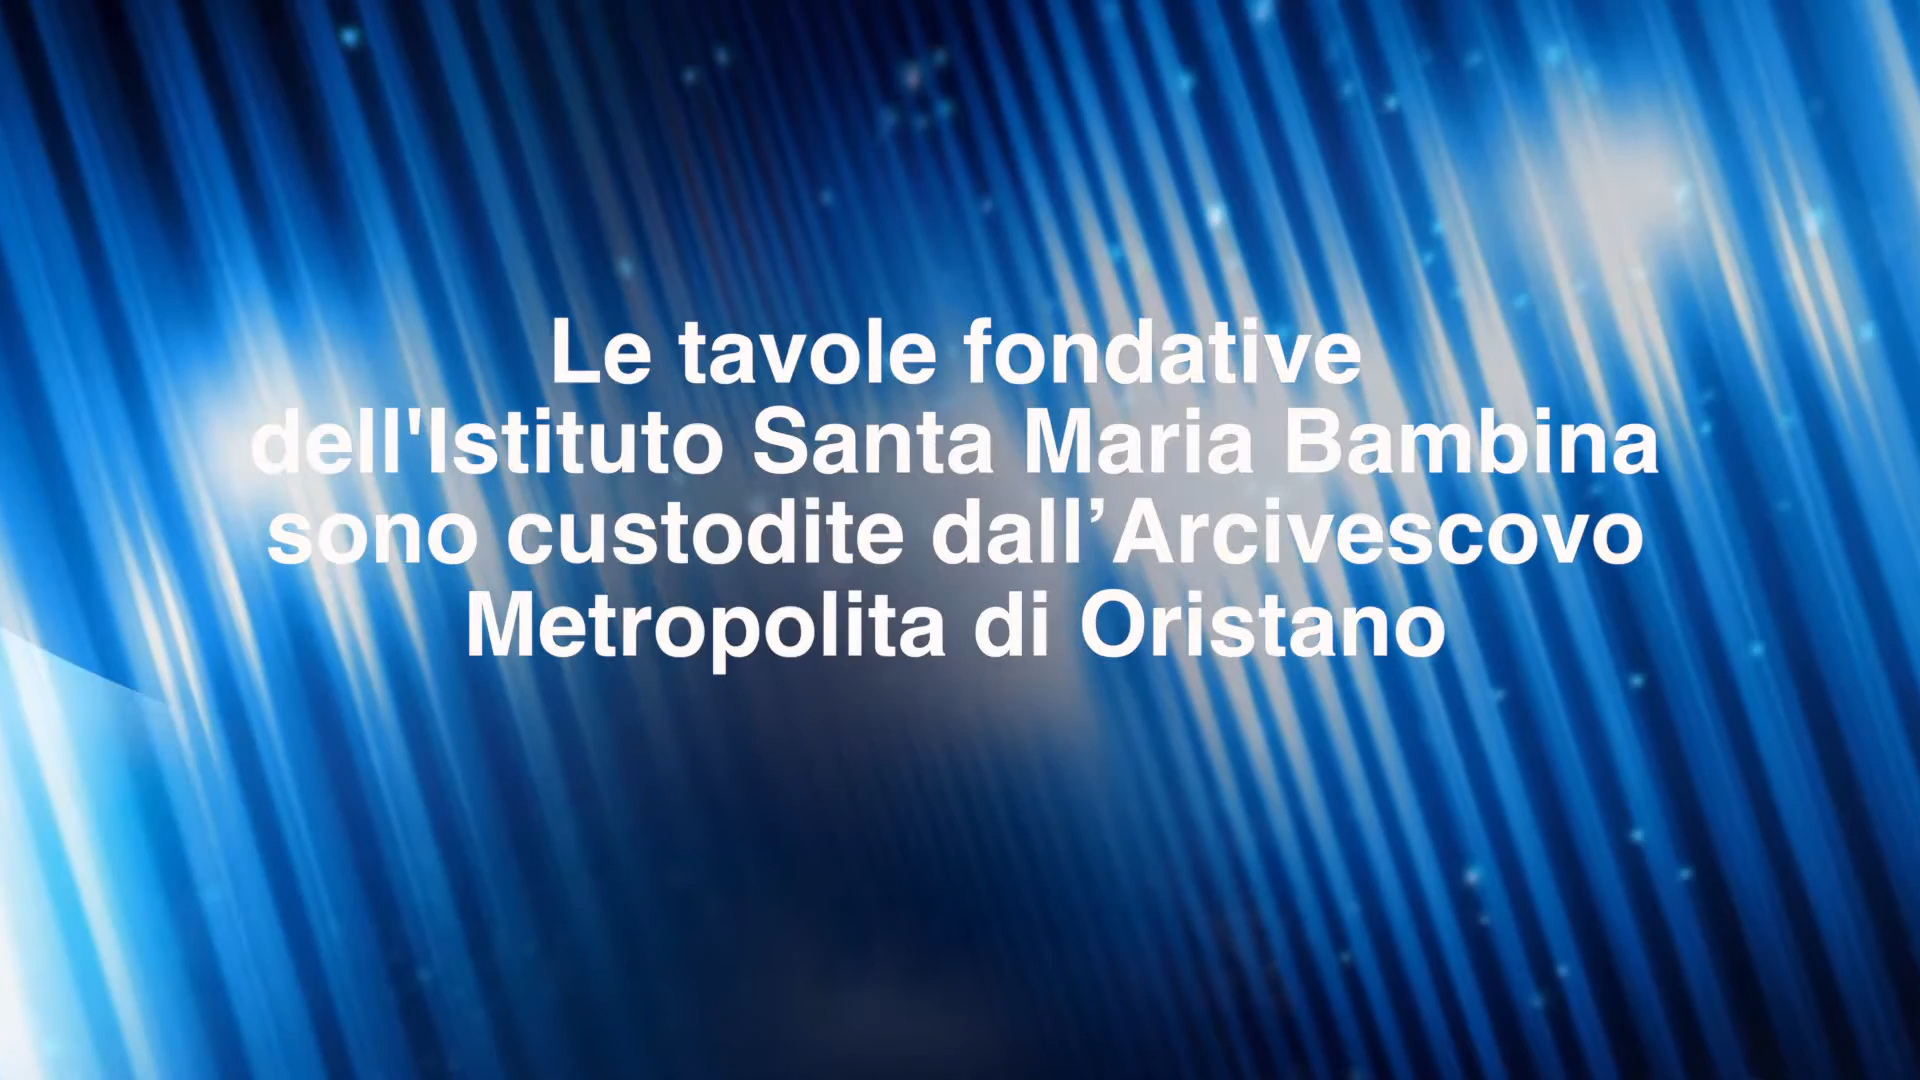 Le tavole fondative
dell'Istituto Santa Maria Bambina
sono custodite dall’Arcivescovo
Metropolita di Oristano